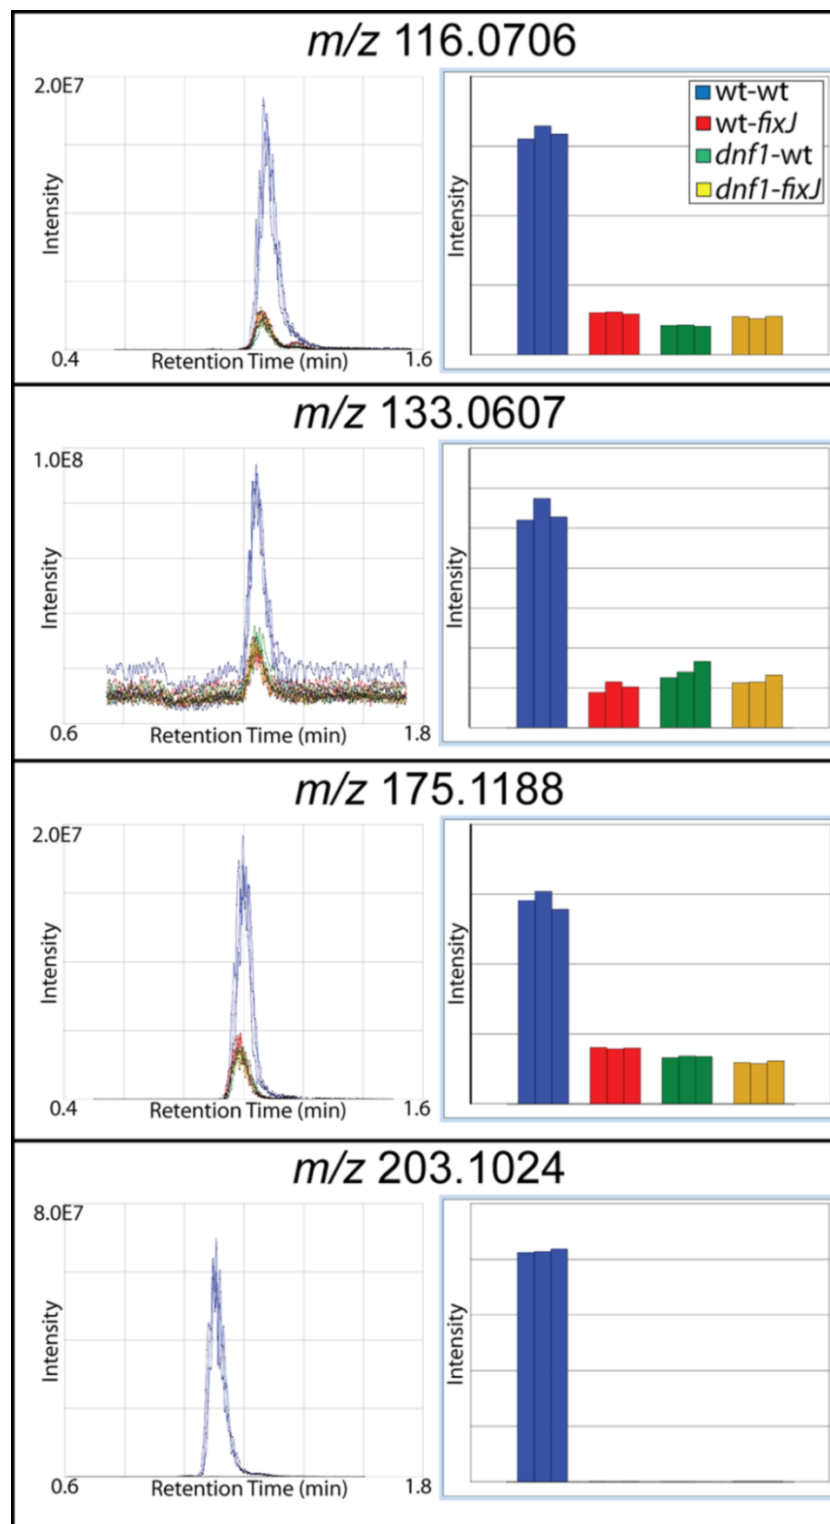 m/z 116.0706
2.0E7
Intensity
0.4
Retention Time (min)
1.6
Intensity
wt-wt
wt-fixJ
dnf1-wt
dnf1-fixJ
m/z 133.0607
1.0E8
Intensity
0.6
Retention Time (min)
1.8
Intensity
m/z 175.1188
2.0E7
Intensity
0.4
Retention Time (min)
1.6
Intensity
m/z 203.1024
8.0E7
Intensity
0.6
Retention Time (min)
1.8
Intensity